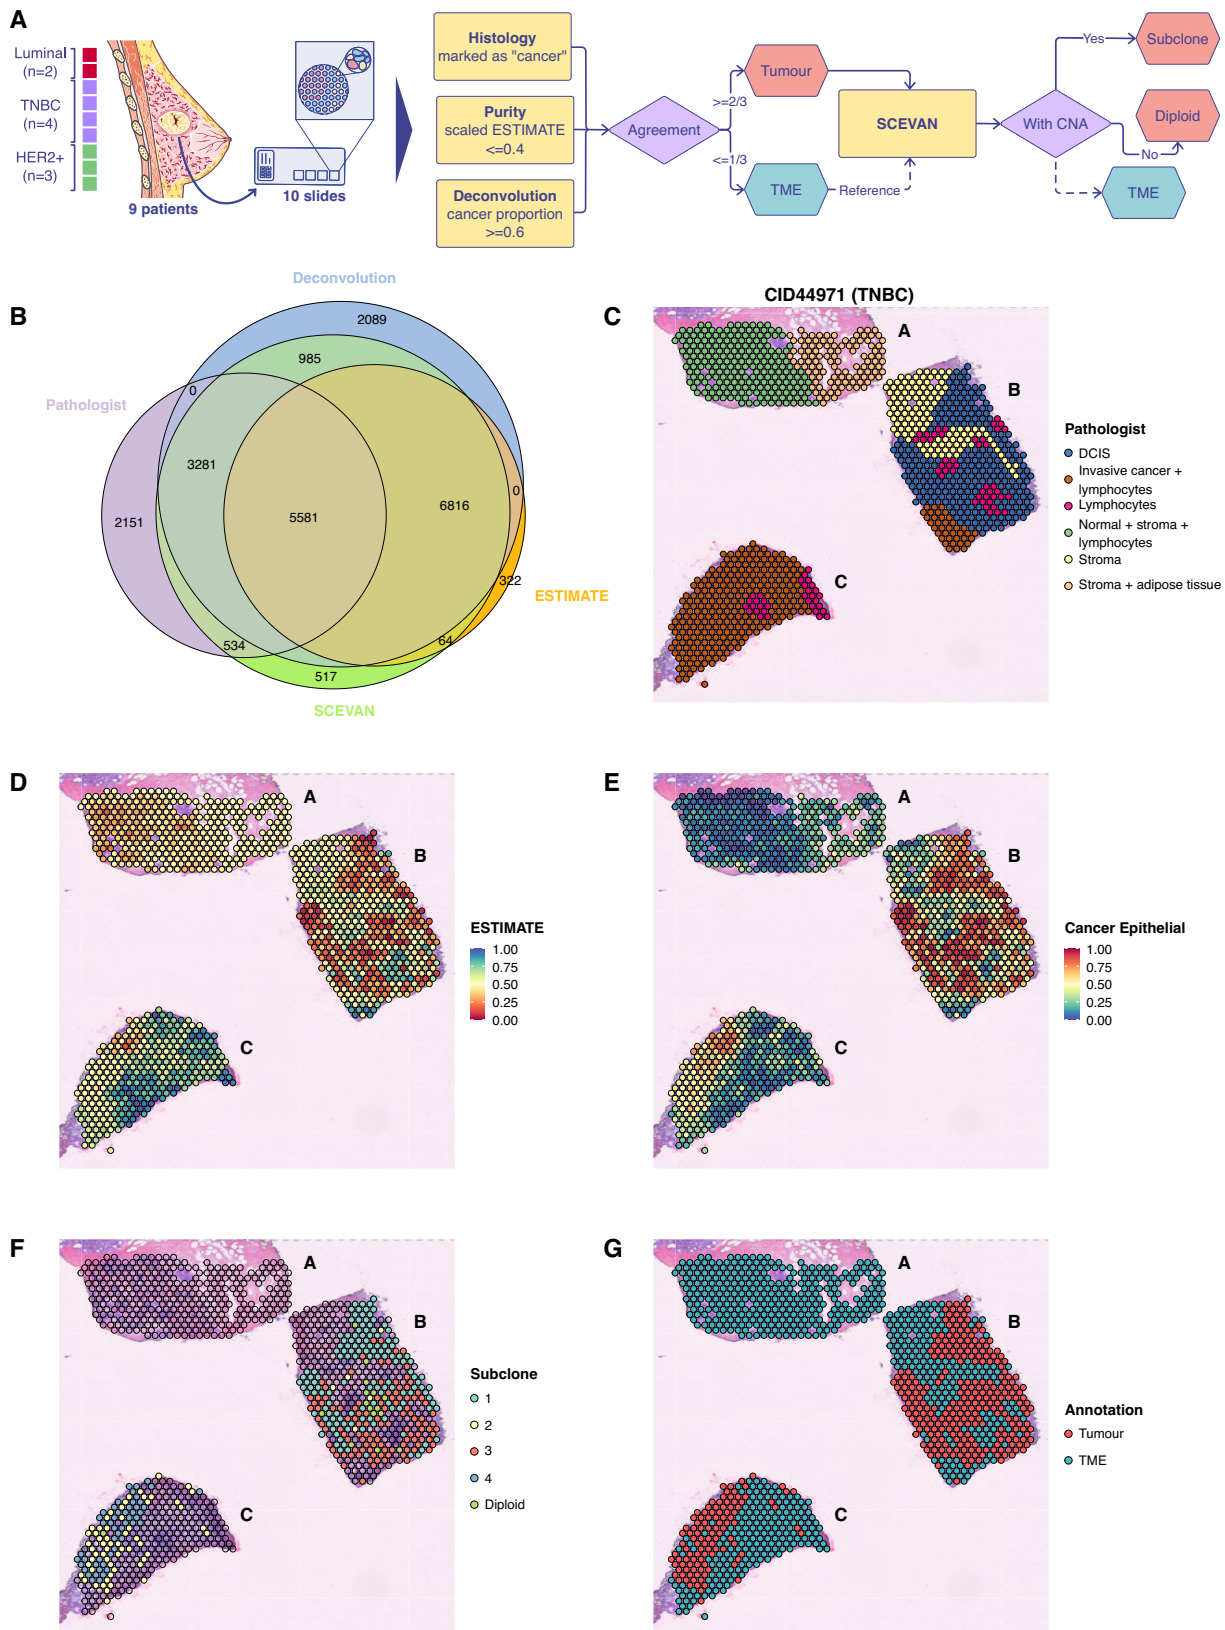 A
Luminal
(n=2)
TNBC
(n=4)
HER2+
(n=3)
9 patients
10 slides
Histology
marked as "cancer"
Purity
scaled ESTIMATE
<=0.4
Deconvolution
cancer proportion
>=0.6
Agreement
>=2/3
<=1/3
Tumour
TME
Reference
SCEVAN
With CNA
Yes
No
Subclone
Diploid
TME
B
Deconvolution
2089
985
0
Pathologist
3281
2151
5581
6816
0
322
ESTIMATE
534
64
517
SCEVAN
C
CID44971 (TNBC)
A
B
C
Pathologist
DCIS
Invasive cancer +
lymphocytes
Lymphocytes
Normal + stroma +
lymphocytes
Stroma
Stroma + adipose tissue
D
A
B
C
ESTIMATE
1.00
0.75
0.50
0.25
0.00
E
A
B
C
Cancer Epithelial
1.00
0.75
0.50
0.25
0.00
F
A
B
C
Subclone
1
2
3
4
Diploid
G
A
B
C
Annotation
Tumour
TME